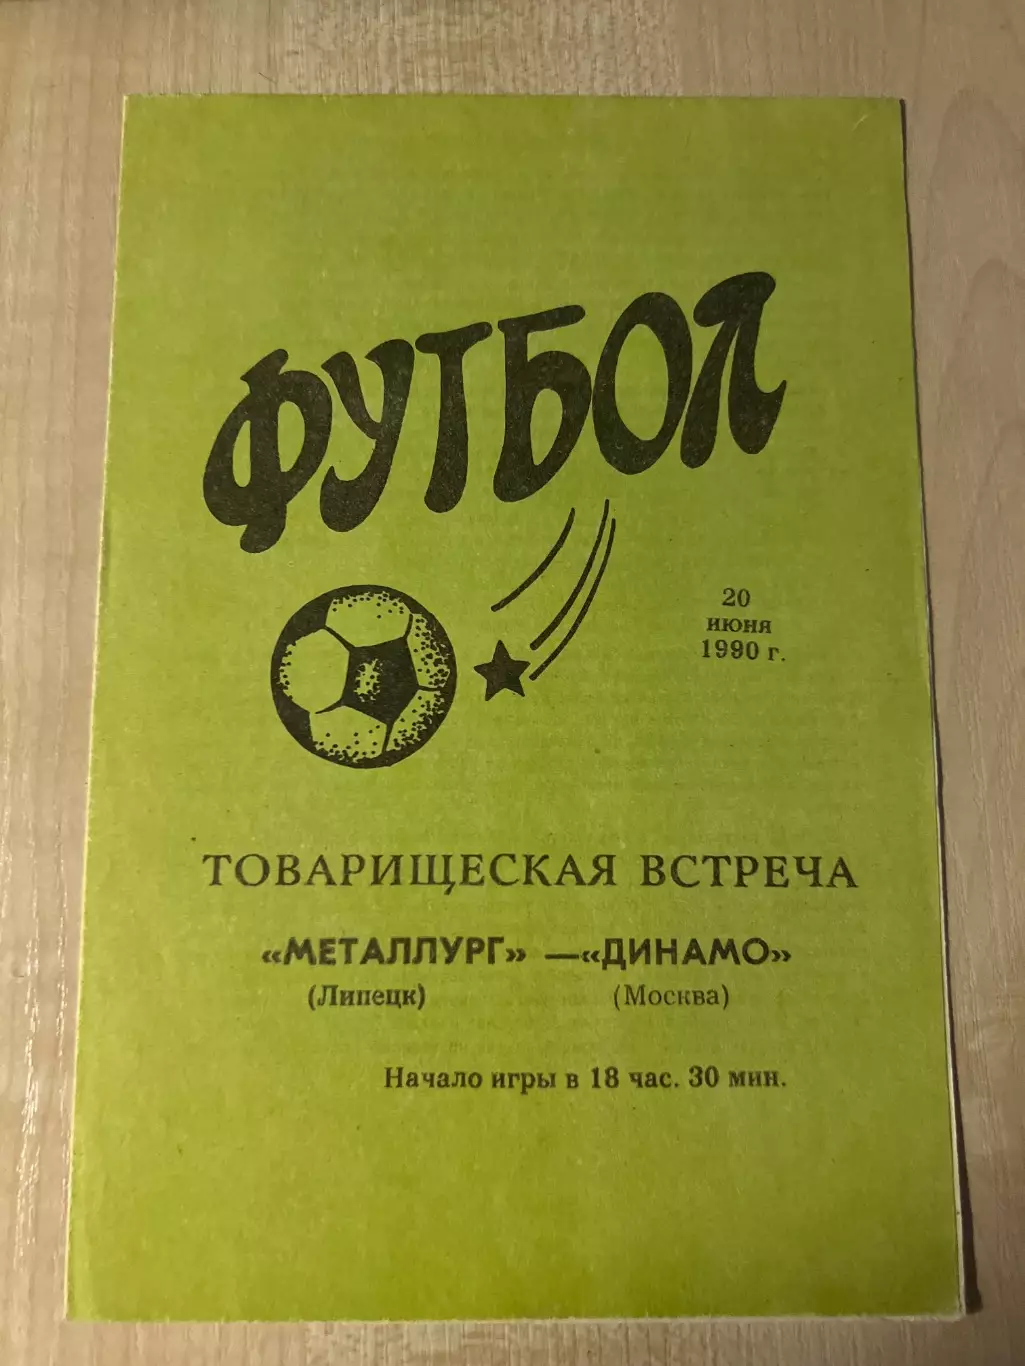 ФУТБОЛ
20
июня
1990 г.
ТОВАРИЩЕСКАЯ ВСТРЕЧА
«МЕТАЛЛУРГ» —«ДИНАМО»
(Липецк) (Москва)
Начало игры в 18 час. 30 мин.